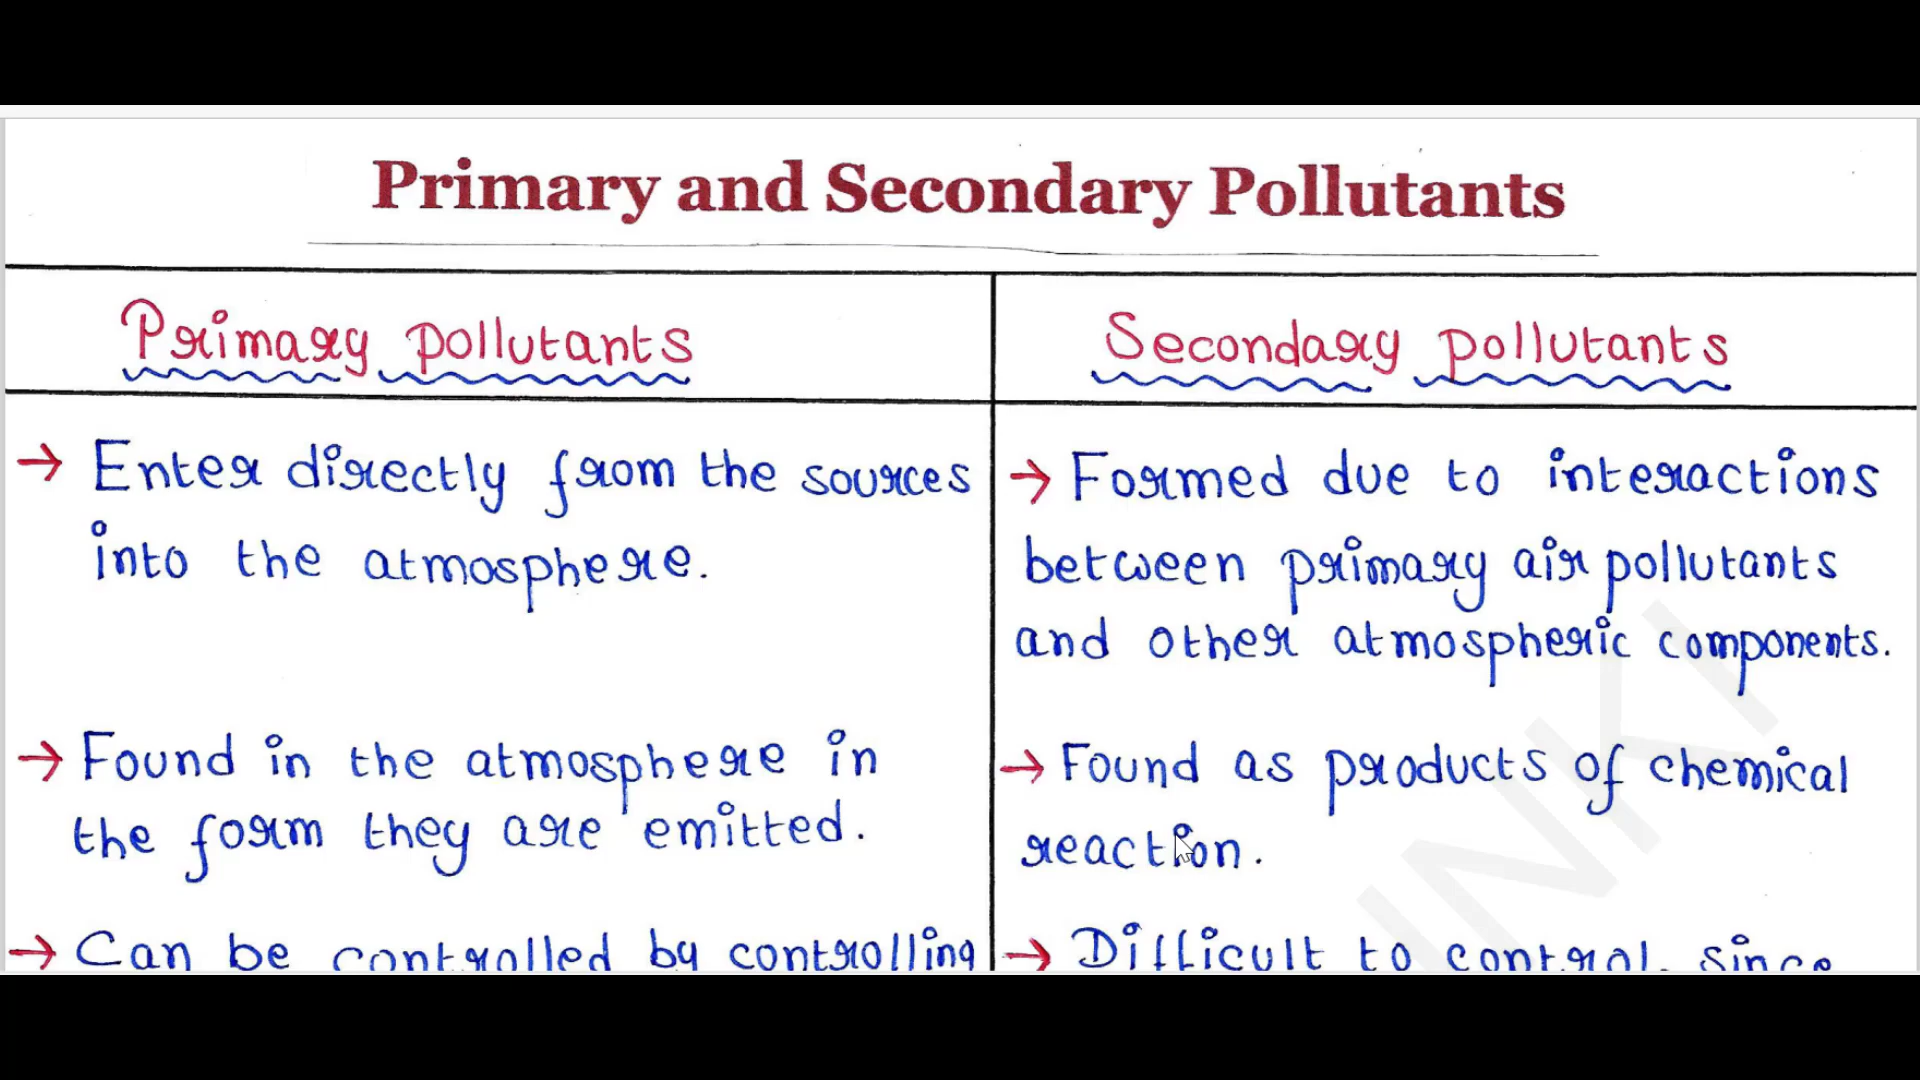 Primary and Secondary Pollutants
Primary pollutants
Secondary pollutants
→ Enter directly from the sources
into the atmosphere.
→ Formed due to interactions
between primary air pollutants
and other atmospheric components.
→ Found in the atmosphere in
the form they are emitted.
→ Found as products of chemical
reaction.
→ Can be controlled by controlling
→ Difficult to control, since
INKI